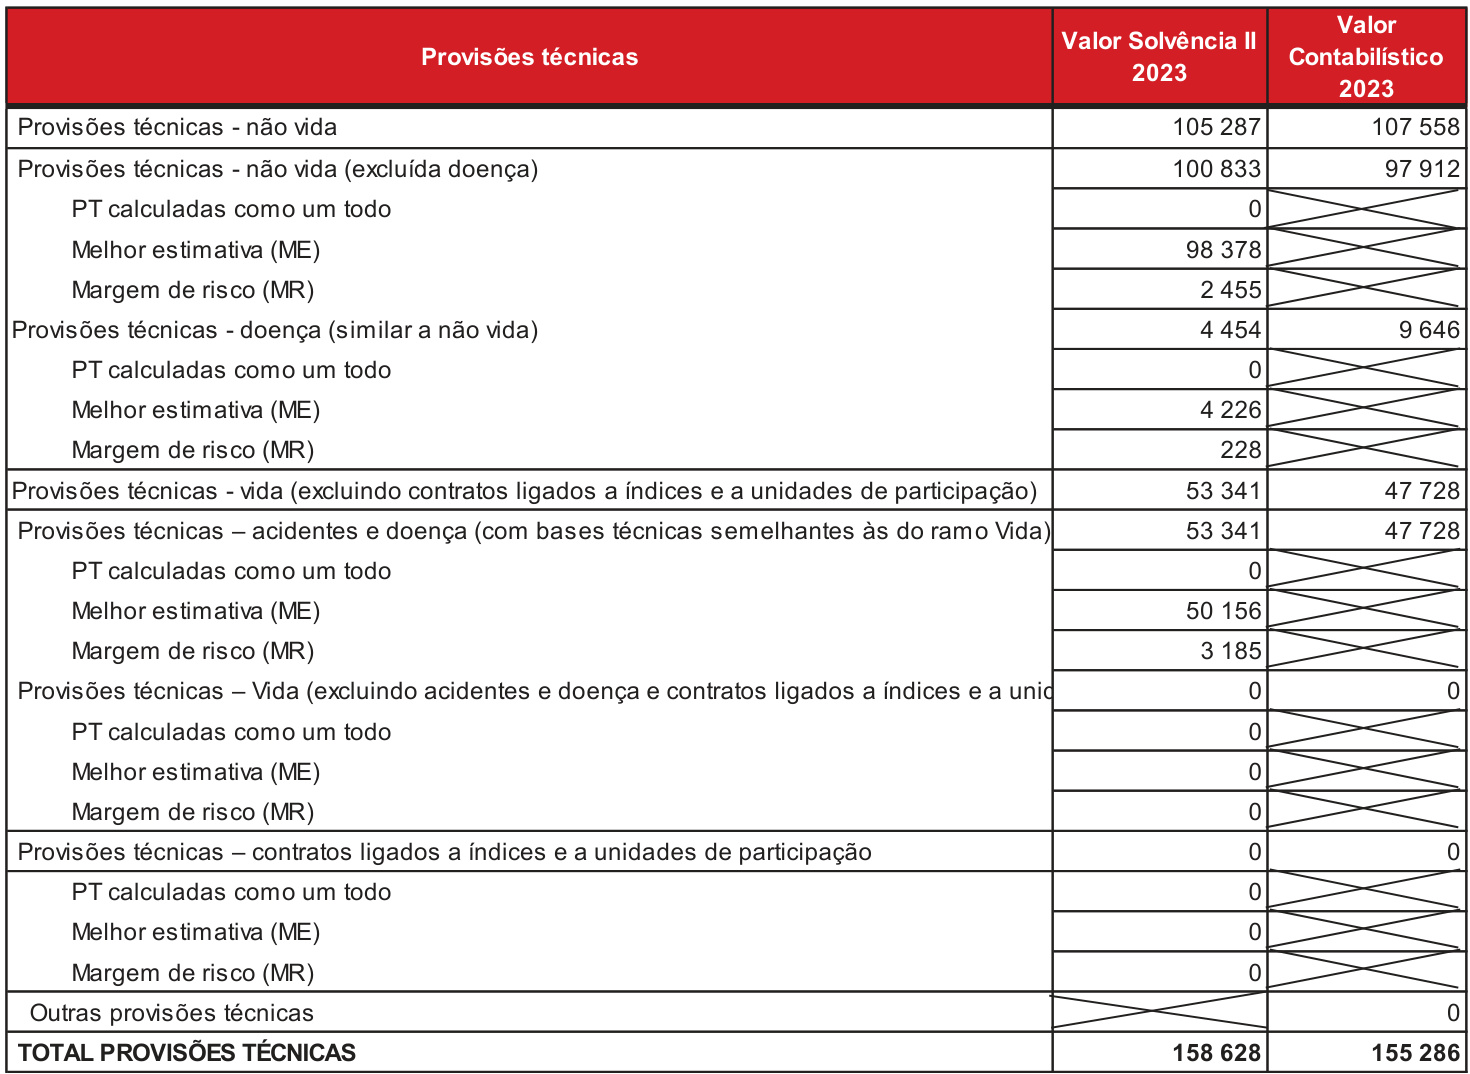 Provisões técnicas Valor Solvência II 2023 Valor Contabilístico 2023
Provisões técnicas - não vida 105 287 107 558
Provisões técnicas - não vida (excluída doença) 100 833 97 912
PT calculadas como um todo 0
Melhor estimativa (ME) 98 378
Margem de risco (MR) 2 455
Provisões técnicas - doença (similar a não vida) 4 454 9 646
PT calculadas como um todo 0
Melhor estimativa (ME) 4 226
Margem de risco (MR) 228
Provisões técnicas - vida (excluindo contratos ligados a índices e a unidades de participação) 53 341 47 728
Provisões técnicas – acidentes e doença (com bases técnicas semelhantes às do ramo Vida) 53 341 47 728
PT calculadas como um todo 0
Melhor estimativa (ME) 50 156
Margem de risco (MR) 3 185
Provisões técnicas – Vida (excluindo acidentes e doença e contratos ligados a índices e a 0 0
PT calculadas como um todo 0
Melhor estimativa (ME) 0
Margem de risco (MR) 0
Provisões técnicas – contratos ligados a índices e a unidades de participação 0 0
PT calculadas como um todo 0
Melhor estimativa (ME) 0
Margem de risco (MR) 0
Outras provisões técnicas 0
TOTAL PROVISÕES TÉCNICAS 158 628 155 286